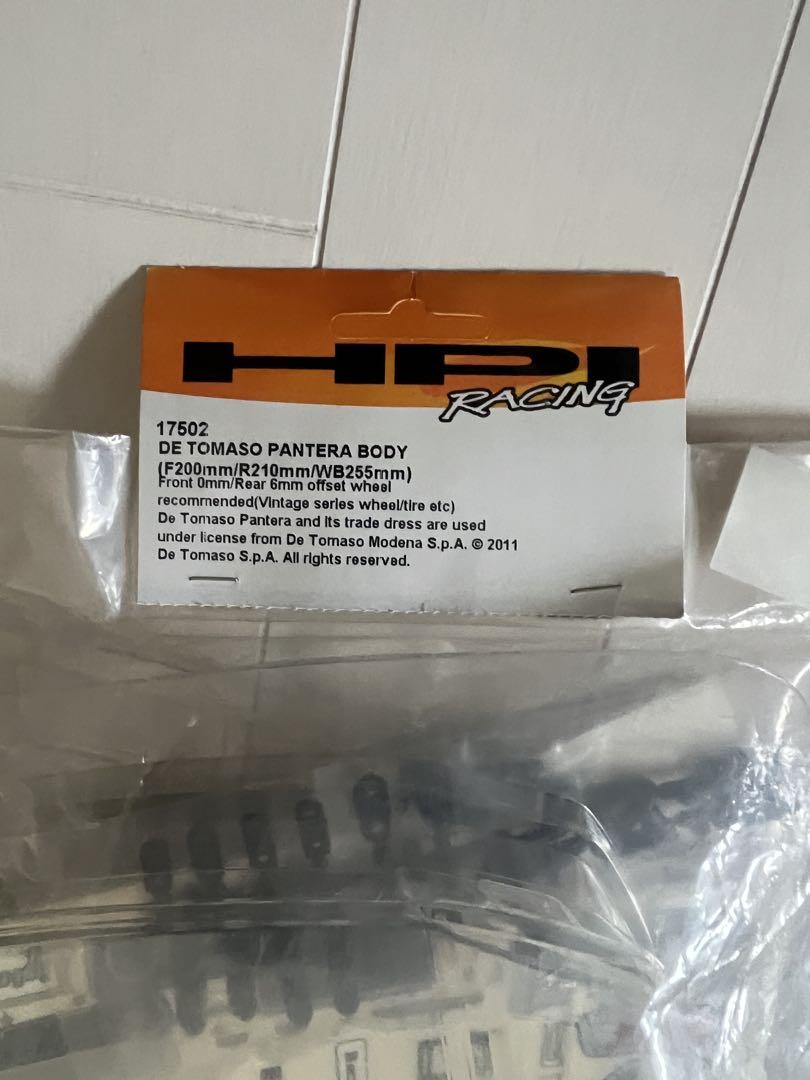 HPI
RACING
17502
DE TOMASO PANTERA BODY
(F200mm/R210mm/WB255mm)
Front 0mm/Rear 6mm offset wheel
recommended(Vintage series wheel/tire etc)
De Tomaso Pantera and its trade dress are used
under license from De Tomaso Modena S.p.A. © 2011
De Tomaso S.p.A. All rights reserved.